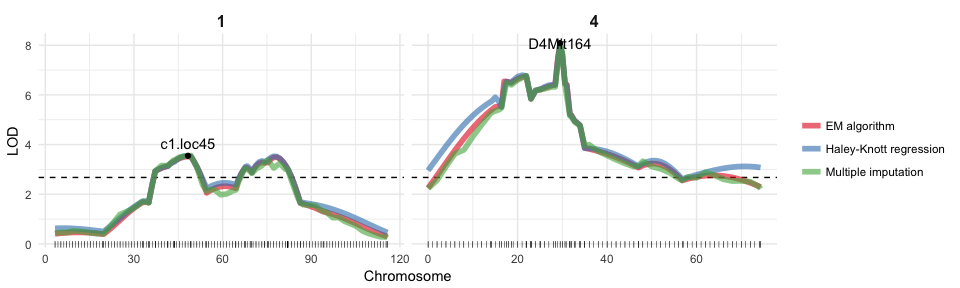 1 4
8
6
4
2
0
LOD
c1.loc45
D4Mit164
0 30 60 90 120
0 20 40 60
Chromosome
EM algorithm
Haley-Knott regression
Multiple imputation